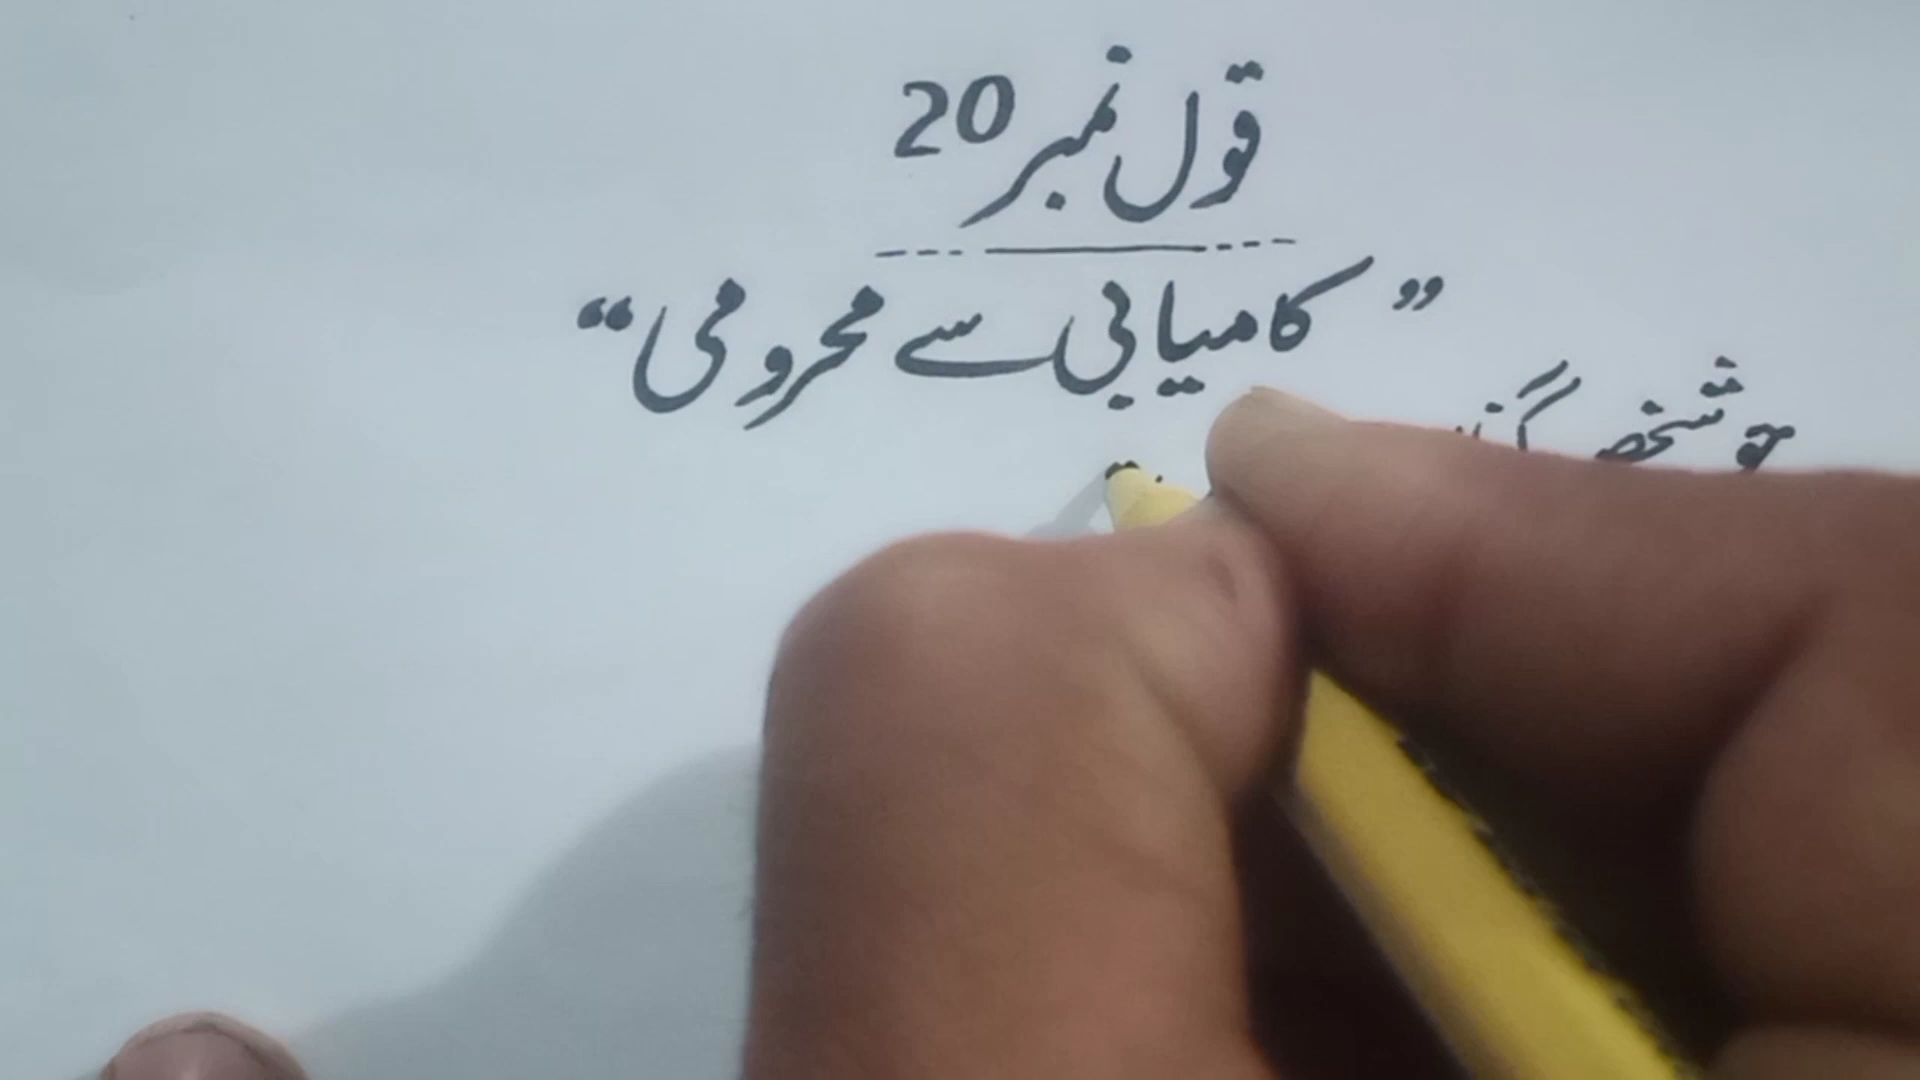 قول نمبر 20
”کامیابی سے محرومی“
جو شخص